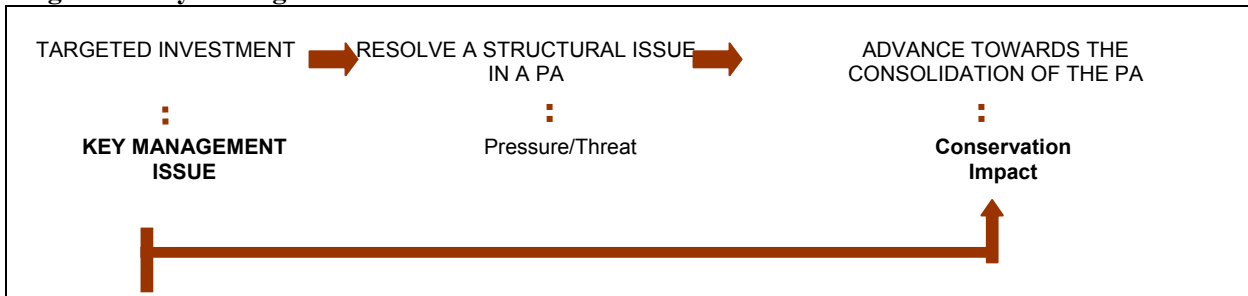 TARGETED INVESTMENT
RESOLVE A STRUCTURAL ISSUE
IN A PA
ADVANCE TOWARDS THE
CONSOLIDATION OF THE PA
:
:
:
KEY MANAGEMENT
ISSUE
Pressure/Threat
Conservation
Impact